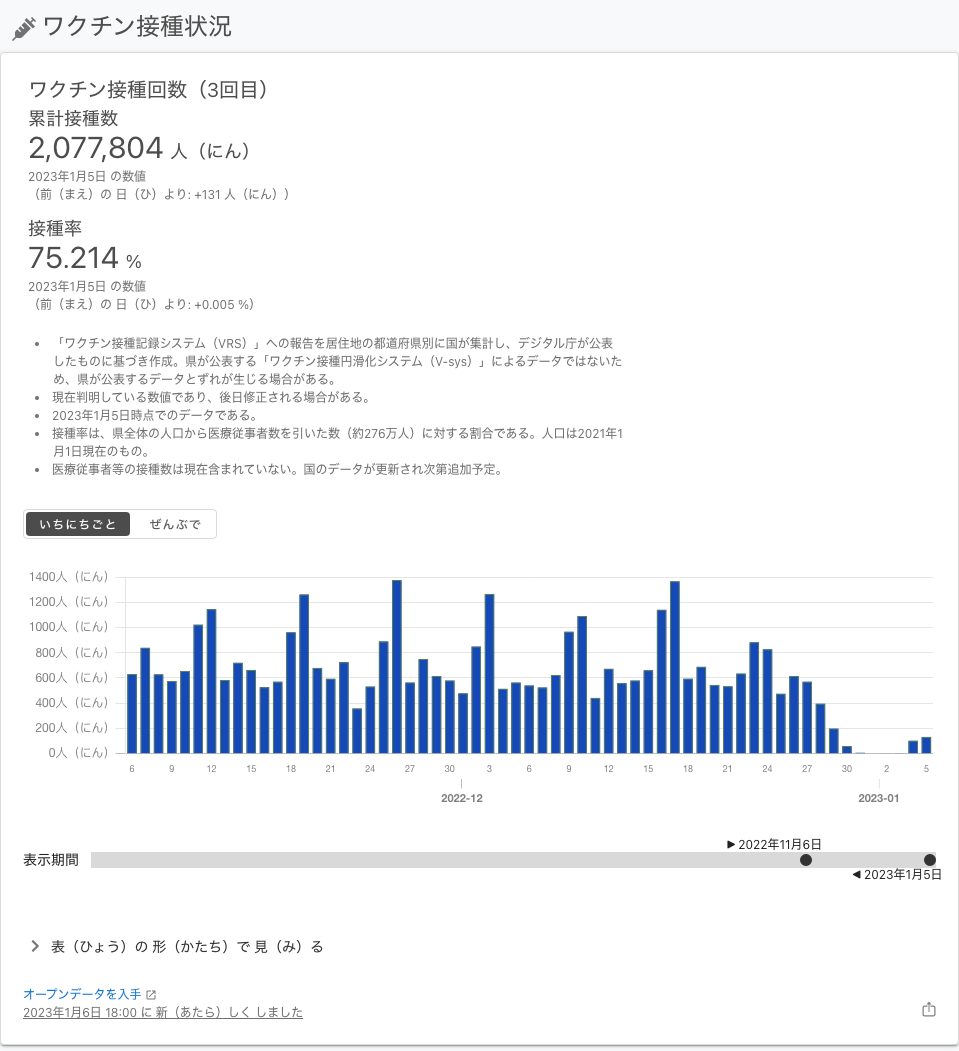 ワクチン接種状況
ワクチン接種回数（3回目）
累計接種数
2,077,804 人（にん）
2023年1月5日 の数値
（前（まえ）の 日（ひ）より: +131 人（にん））
接種率
75.214 %
2023年1月5日 の数値
（前（まえ）の 日（ひ）より: +0.005 %）
• 「ワクチン接種記録システム（VRS）」への報告を居住地の都道府県別に国が集計し、デジタル庁が公表
したものに基づき作成。県が公表する「ワクチン接種円滑化システム（V-sys）」によるデータではないた
め、県が公表するデータとずれが生じる場合がある。
• 現在判明している数値であり、後日修正される場合がある。
• 2023年1月5日時点でのデータである。
• 接種率は、県全体の人口から医療従事者数を引いた数（約276万人）に対する割合である。人口は2021年1
月1日現在のもの。
• 医療従事者等の接種数は現在含まれていない。国のデータが更新され次第追加予定。
いちにちごと ぜんぶで
1400人（にん）
1200人（にん）
1000人（にん）
800人（にん）
600人（にん）
400人（にん）
200人（にん）
0人（にん）
6 9 12 15 18 21 24 27 30 3 6 9 12 15 18 21 24 27 30 2 5
2022-12 2023-01
▶2022年11月6日
表示期間
◀2023年1月5日
表（ひょう）の 形（かたち）で 見（み）る
オープンデータを入手
2023年1月6日 18:00 に 新（あたら）しく しました